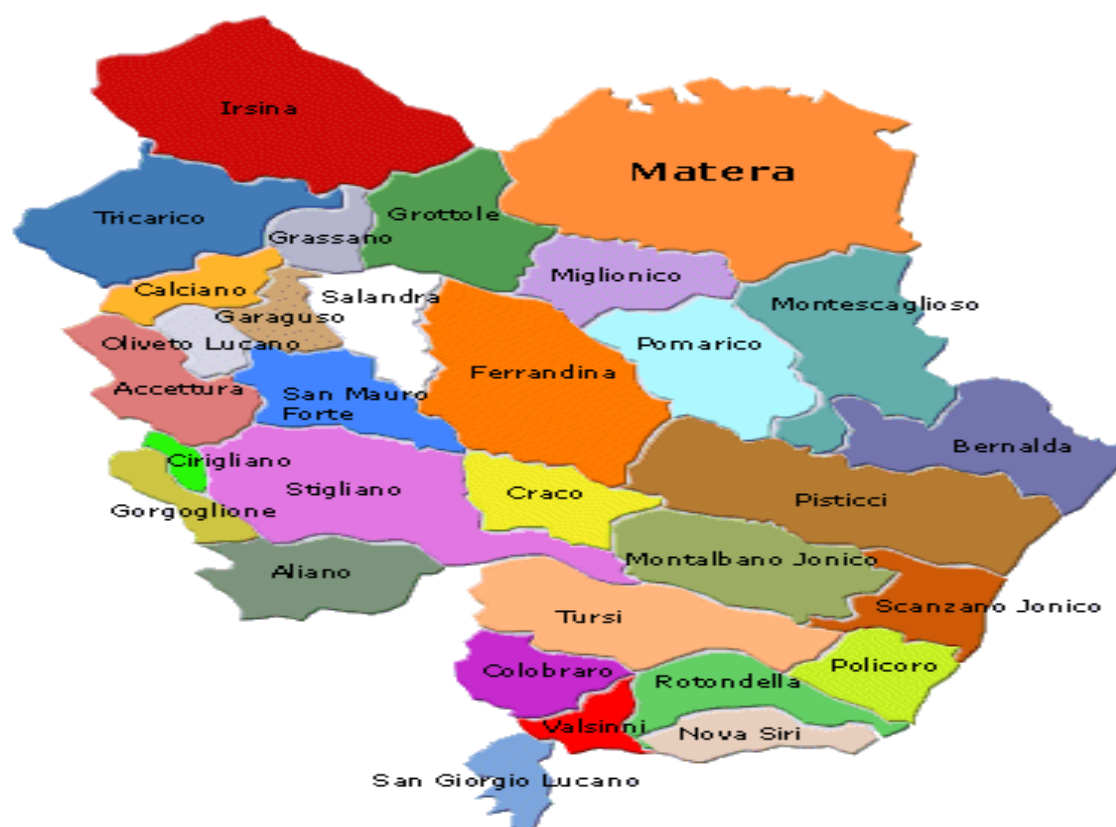 Irsina
Matera
Tricarico
Grottole
Grassano
Miglionico
Calciano
Salandra
Montescaglioso
Garaguso
Oliveto Lucano
Pomarico
Ferrandina
Accettura
San Mauro
Forte
Bernalda
Cirigliano
Stigliano
Craco
Pisticci
Gorgoglione
Montalbano Jonico
Aliano
Scanzano Jonico
Tursi
Policoro
Colobraro
Rotondella
Valsinni
Nova Siri
San Giorgio Lucano